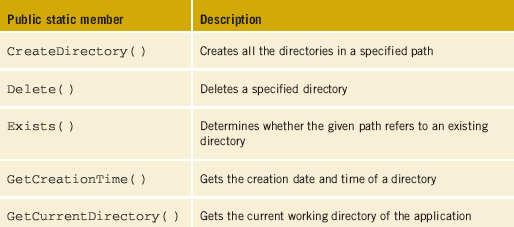 Public static member Description
CreateDirectory( ) Creates all the directories in a specified path
Delete( ) Deletes a specified directory
Exists( ) Determines whether the given path refers to an existing
directory
GetCreationTime( ) Gets the creation date and time of a directory
GetCurrentDirectory( ) Gets the current working directory of the application